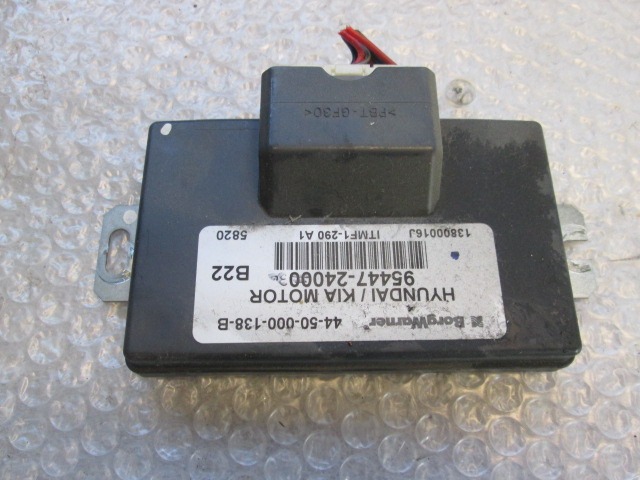 BorgWarner 44-50-000-138-B
HYUNDAI / KIA MOTOR
95447-24000 B22
13800016J ITMF1-290 A1 5820
>PBT-GF30<